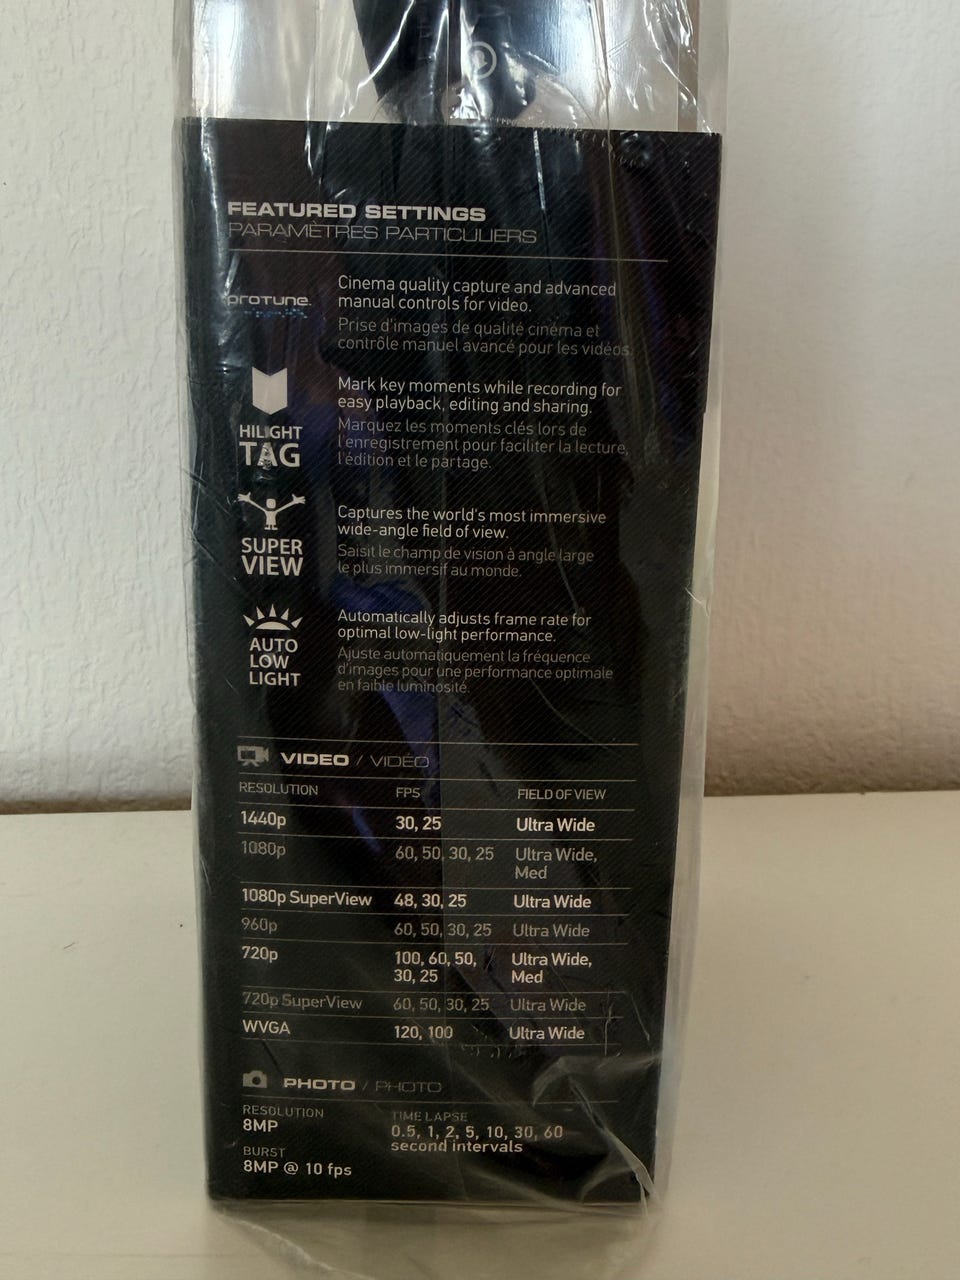 FEATURED SETTINGS
PARAMÈTRES PARTICULIERS
PROTUNE.
Cinema quality capture and advanced
manual controls for video.
Prise d'images de qualité cinéma et
contrôle manuel avancé pour les vidéos.
HILIGHT
TAG
Mark key moments while recording for
easy playback, editing and sharing.
Marquez les moments clés lors de
l'enregistrement pour faciliter la lecture,
l'édition et le partage.
SUPER
VIEW
Captures the world's most immersive
wide-angle field of view.
Saisit le champ de vision à angle large
le plus immersif au monde.
AUTO
LOW
LIGHT
Automatically adjusts frame rate for
optimal low-light performance.
Ajuste automatiquement la fréquence
d'images pour une performance optimale
en faible luminosité.
VIDEO / VIDÉO
RESOLUTION FPS FIELD OF VIEW
1440p 30, 25 Ultra Wide
1080p 60, 50, 30, 25 Ultra Wide,
Med
1080p SuperView 48, 30, 25 Ultra Wide
960p 60, 50, 30, 25 Ultra Wide
720p 100, 60, 50, Ultra Wide,
30, 25 Med
720p SuperView 60, 50, 30, 25 Ultra Wide
WVGA 120, 100 Ultra Wide
PHOTO / PHOTO
RESOLUTION
8MP
BURST
8MP @ 10 fps
TIME LAPSE
0.5, 1, 2, 5, 10, 30, 60
second intervals